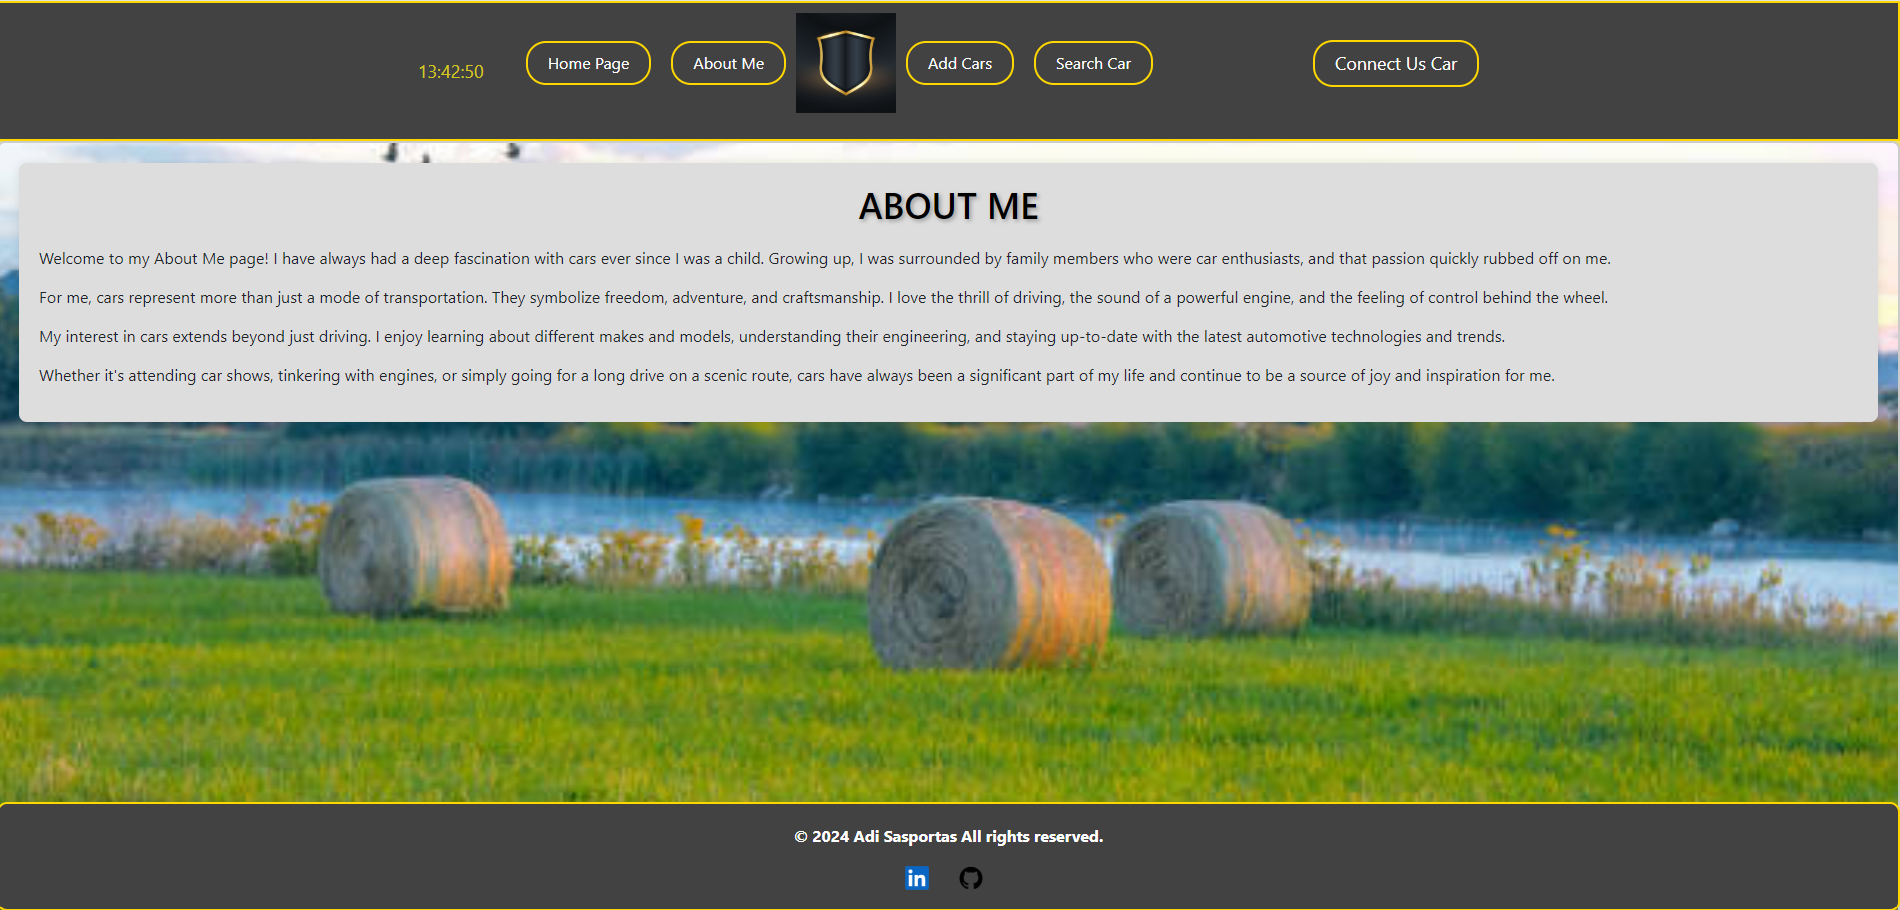 13:42:50
Home Page
About Me
Add Cars
Search Car
Connect Us Car
ABOUT ME
Welcome to my About Me page! I have always had a deep fascination with cars ever since I was a child. Growing up, I was surrounded by family members who were car enthusiasts, and that passion quickly rubbed off on me.
For me, cars represent more than just a mode of transportation. They symbolize freedom, adventure, and craftsmanship. I love the thrill of driving, the sound of a powerful engine, and the feeling of control behind the wheel.
My interest in cars extends beyond just driving. I enjoy learning about different makes and models, understanding their engineering, and staying up-to-date with the latest automotive technologies and trends.
Whether it's attending car shows, tinkering with engines, or simply going for a long drive on a scenic route, cars have always been a significant part of my life and continue to be a source of joy and inspiration for me.
© 2024 Adi Sasportas All rights reserved.
in